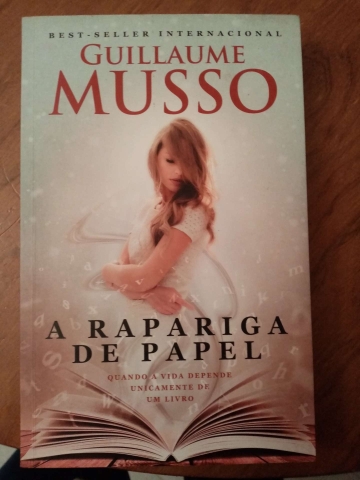 BEST-SELLER INTERNACIONAL
GUILLAUME
MUSSO
A RAPARIGA
DE PAPEL
QUANDO A VIDA DEPENDE
UNICAMENTE DE
UM LIVRO